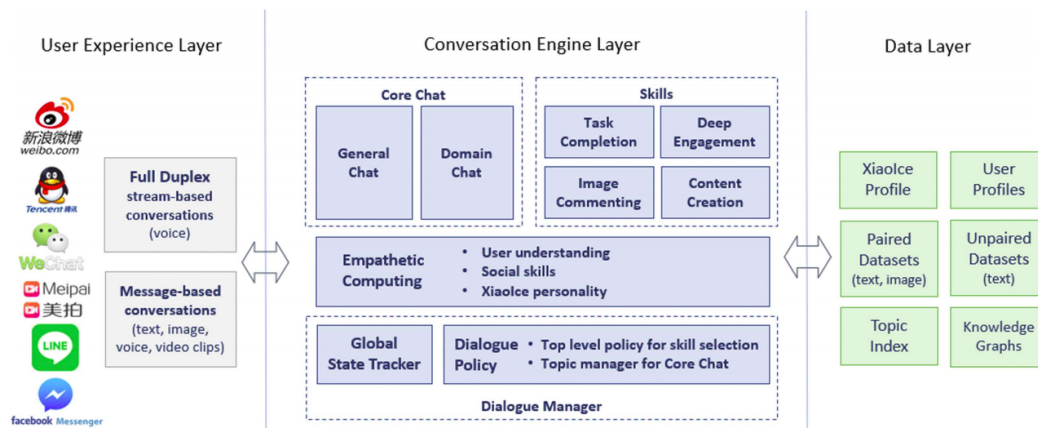 User Experience Layer
Conversation Engine Layer
Data Layer
新浪微博
weibo.com
Tencent 腾讯
WeChat
Meipai
美拍
LINE
facebook Messenger
Full Duplex
stream-based
conversations
(voice)
Message-based
conversations
(text, image,
voice, video clips)
Core Chat
General
Chat
Domain
Chat
Skills
Task
Completion
Deep
Engagement
Image
Commenting
Content
Creation
Empathetic
Computing
• User understanding
• Social skills
• XiaoIce personality
Global
State Tracker
Dialogue
Policy
• Top level policy for skill selection
• Topic manager for Core Chat
Dialogue Manager
XiaoIce
Profile
User
Profiles
Paired
Datasets
(text, image)
Unpaired
Datasets
(text)
Topic
Index
Knowledge
Graphs